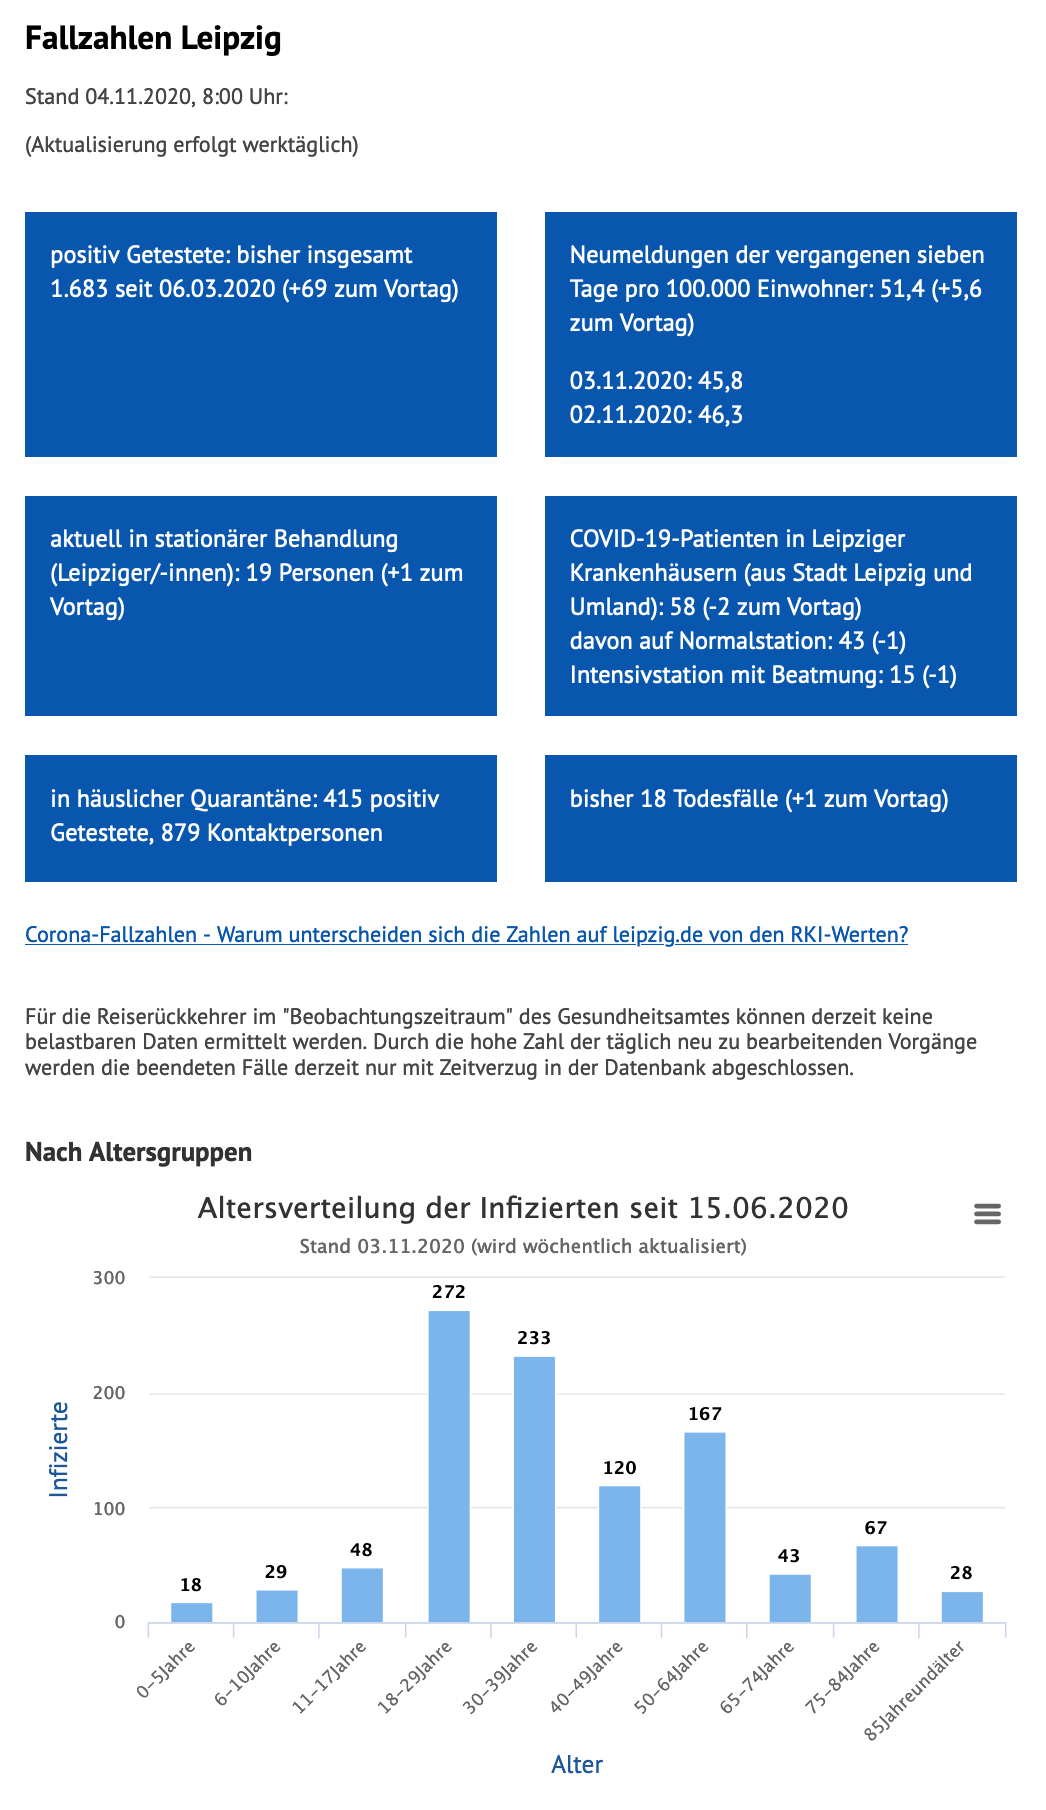 Fallzahlen Leipzig
Stand 04.11.2020, 8:00 Uhr:
(Aktualisierung erfolgt werktäglich)
positiv Getestete: bisher insgesamt
1.683 seit 06.03.2020 (+69 zum Vortag)
Neumeldungen der vergangenen sieben
Tage pro 100.000 Einwohner: 51,4 (+5,6
zum Vortag)
03.11.2020: 45,8
02.11.2020: 46,3
aktuell in stationärer Behandlung
(Leipziger/-innen): 19 Personen (+1 zum
Vortag)
COVID-19-Patienten in Leipziger
Krankenhäusern (aus Stadt Leipzig und
Umland): 58 (-2 zum Vortag)
davon auf Normalstation: 43 (-1)
Intensivstation mit Beatmung: 15 (-1)
in häuslicher Quarantäne: 415 positiv
Getestete, 879 Kontaktpersonen
bisher 18 Todesfälle (+1 zum Vortag)
Corona-Fallzahlen - Warum unterscheiden sich die Zahlen auf leipzig.de von den RKI-Werten?
Für die Reiserückkehrer im "Beobachtungszeitraum" des Gesundheitsamtes können derzeit keine
belastbaren Daten ermittelt werden. Durch die hohe Zahl der täglich neu zu bearbeitenden Vorgänge
werden die beendeten Fälle derzeit nur mit Zeitverzug in der Datenbank abgeschlossen.
Nach Altersgruppen
Altersverteilung der Infizierten seit 15.06.2020
Stand 03.11.2020 (wird wöchentlich aktualisiert)
Infizierte
300
200
100
0
18
29
48
272
233
120
167
43
67
28
0–5Jahre
6–10Jahre
11–17Jahre
18–29Jahre
30–39Jahre
40–49Jahre
50–64Jahre
65–74Jahre
75–84Jahre
85Jahreundälter
Alter